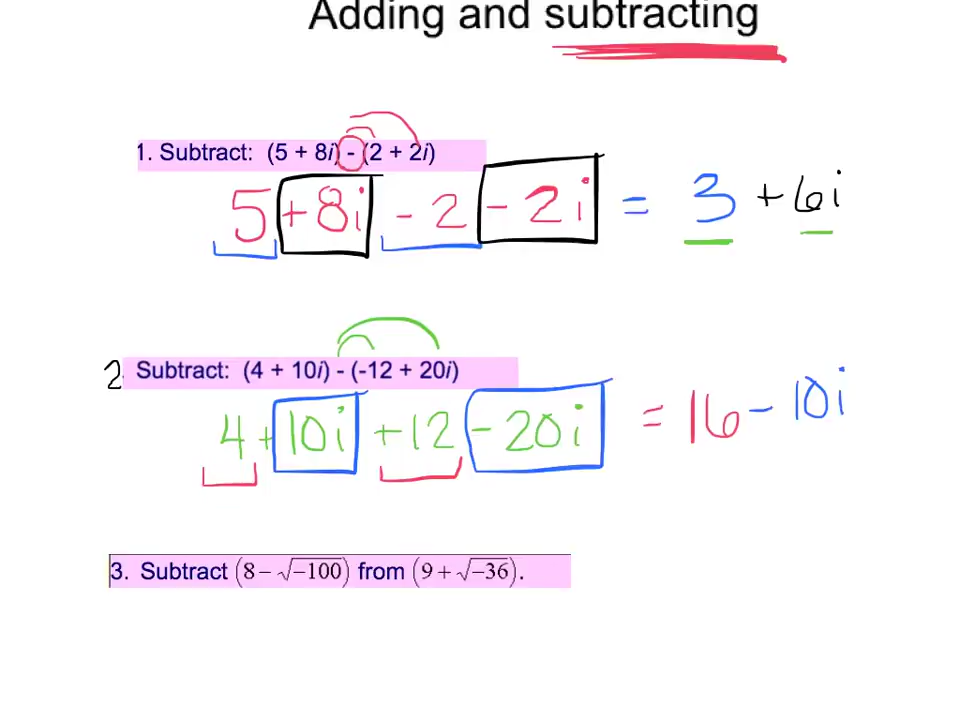 Adding and subtracting
1. Subtract: (5 + 8i) - (2 + 2i)
5 +8i - 2 - 2i = 3 +6i
2. Subtract: (4 + 10i) - (-12 + 20i)
4 + 10i +12 - 20i = 16 - 10i
3. Subtract (8 − √−100) from (9 + √−36).